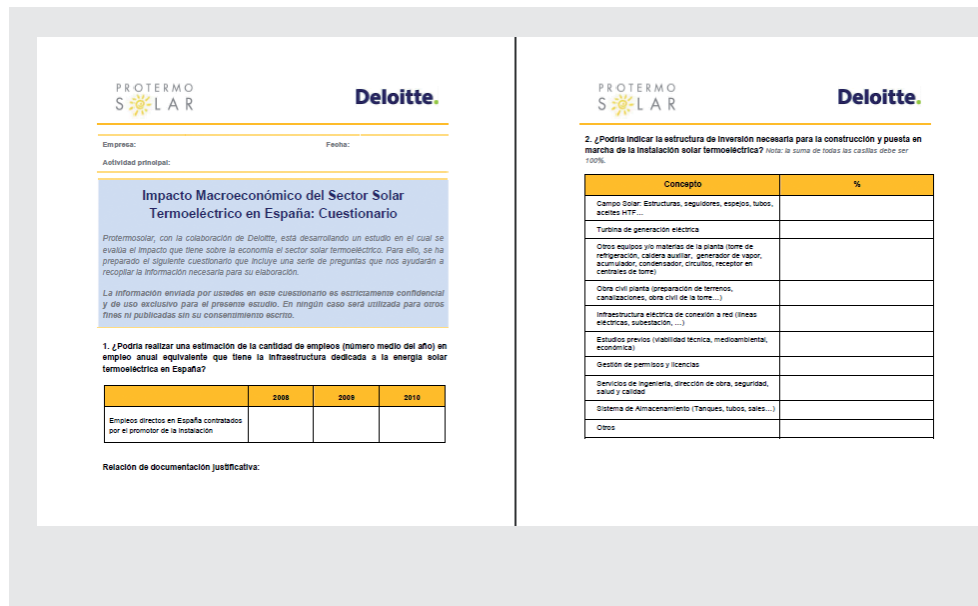 PROTERMO
SOLAR
Deloitte.
Empresa:
Fecha:
Actividad principal:
Impacto Macroeconómico del Sector Solar
Termoeléctrico en España: Cuestionario
Protermosolar, con la colaboración de Deloitte, está desarrollando un estudio en el cual se
evalúa el impacto que tiene sobre la economía el sector solar termoeléctrico. Para ello, se ha
preparado el siguiente cuestionario que incluye una serie de preguntas que nos ayudarán a
recopilar la información necesaria para su elaboración.
La información enviada por ustedes en este cuestionario es estrictamente confidencial
y de uso exclusivo para el presente estudio. En ningún caso será utilizada para otros
fines ni publicadas sin su consentimiento escrito.
1. ¿Podría realizar una estimación de la cantidad de empleos (número medio del año) en
empleo anual equivalente que tiene la infraestructura dedicada a la energía solar
termoeléctrica en España?
2008
2009
2010
Empleos directos en España contratados
por el promotor de la instalación
Relación de documentación justificativa:
PROTERMO
SOLAR
Deloitte.
2. ¿Podría indicar la estructura de inversión necesaria para la construcción y puesta en
marcha de la instalación solar termoeléctrica? Nota: la suma de todas las casillas debe ser
100%.
Concepto
%
Campo Solar: Estructuras, seguidores, espejos, tubos,
aceites HTF...
Turbina de generación eléctrica
Otros equipos y/o materias de la planta (torre de
refrigeración, caldera auxiliar, generador de vapor,
acumulador, condensador, circuitos, receptor en
centrales de torre)
Obra civil planta (preparación de terrenos,
canalizaciones, obra civil de la torre...)
Infraestructura eléctrica de conexión a red (líneas
eléctricas, subestación, ...)
Estudios previos (viabilidad técnica, medioambiental,
económica)
Gestión de permisos y licencias
Servicios de ingeniería, dirección de obra, seguridad,
salud y calidad
Sistema de Almacenamiento (Tanques, tubos, sales...)
Otros